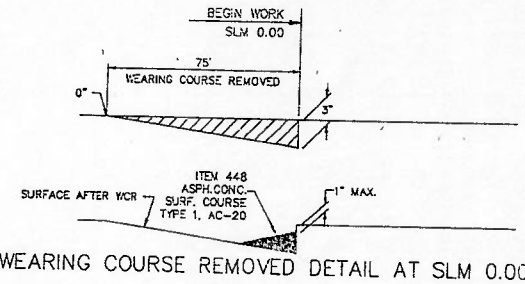 BEGIN WORK
SLM 0.00
75'
WEARING COURSE REMOVED
0"
3"
ITEM 448
ASPH.CONC.
SURF. COURSE
TYPE 1, AC-20
SURFACE AFTER WCR
1" MAX.
WEARING COURSE REMOVED DETAIL AT SLM 0.00